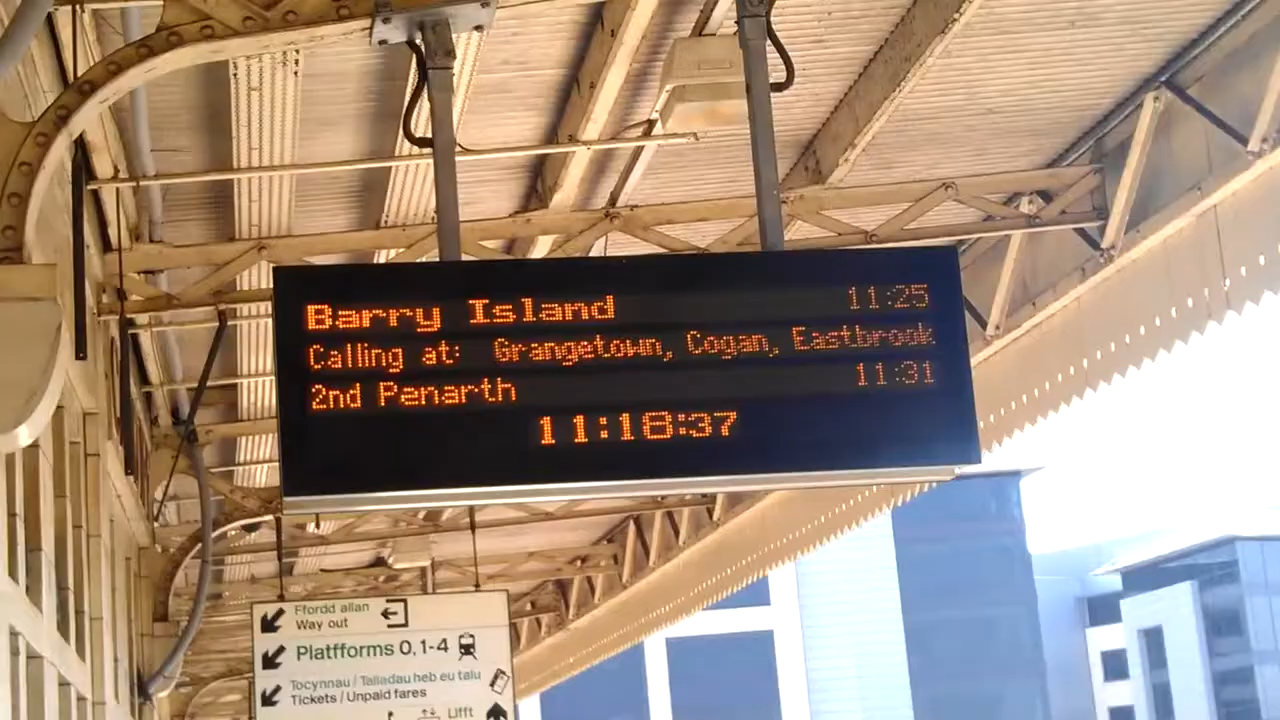 Barry Island 11:25
Calling at: Grangetown, Cogan, Eastbrook
2nd Penarth 11:31
11:18:37
Ffordd allan
Way out
Platfforms 0, 1-4
Tocynnau / Taliadau heb eu talu
Tickets / Unpaid fares
Lifft